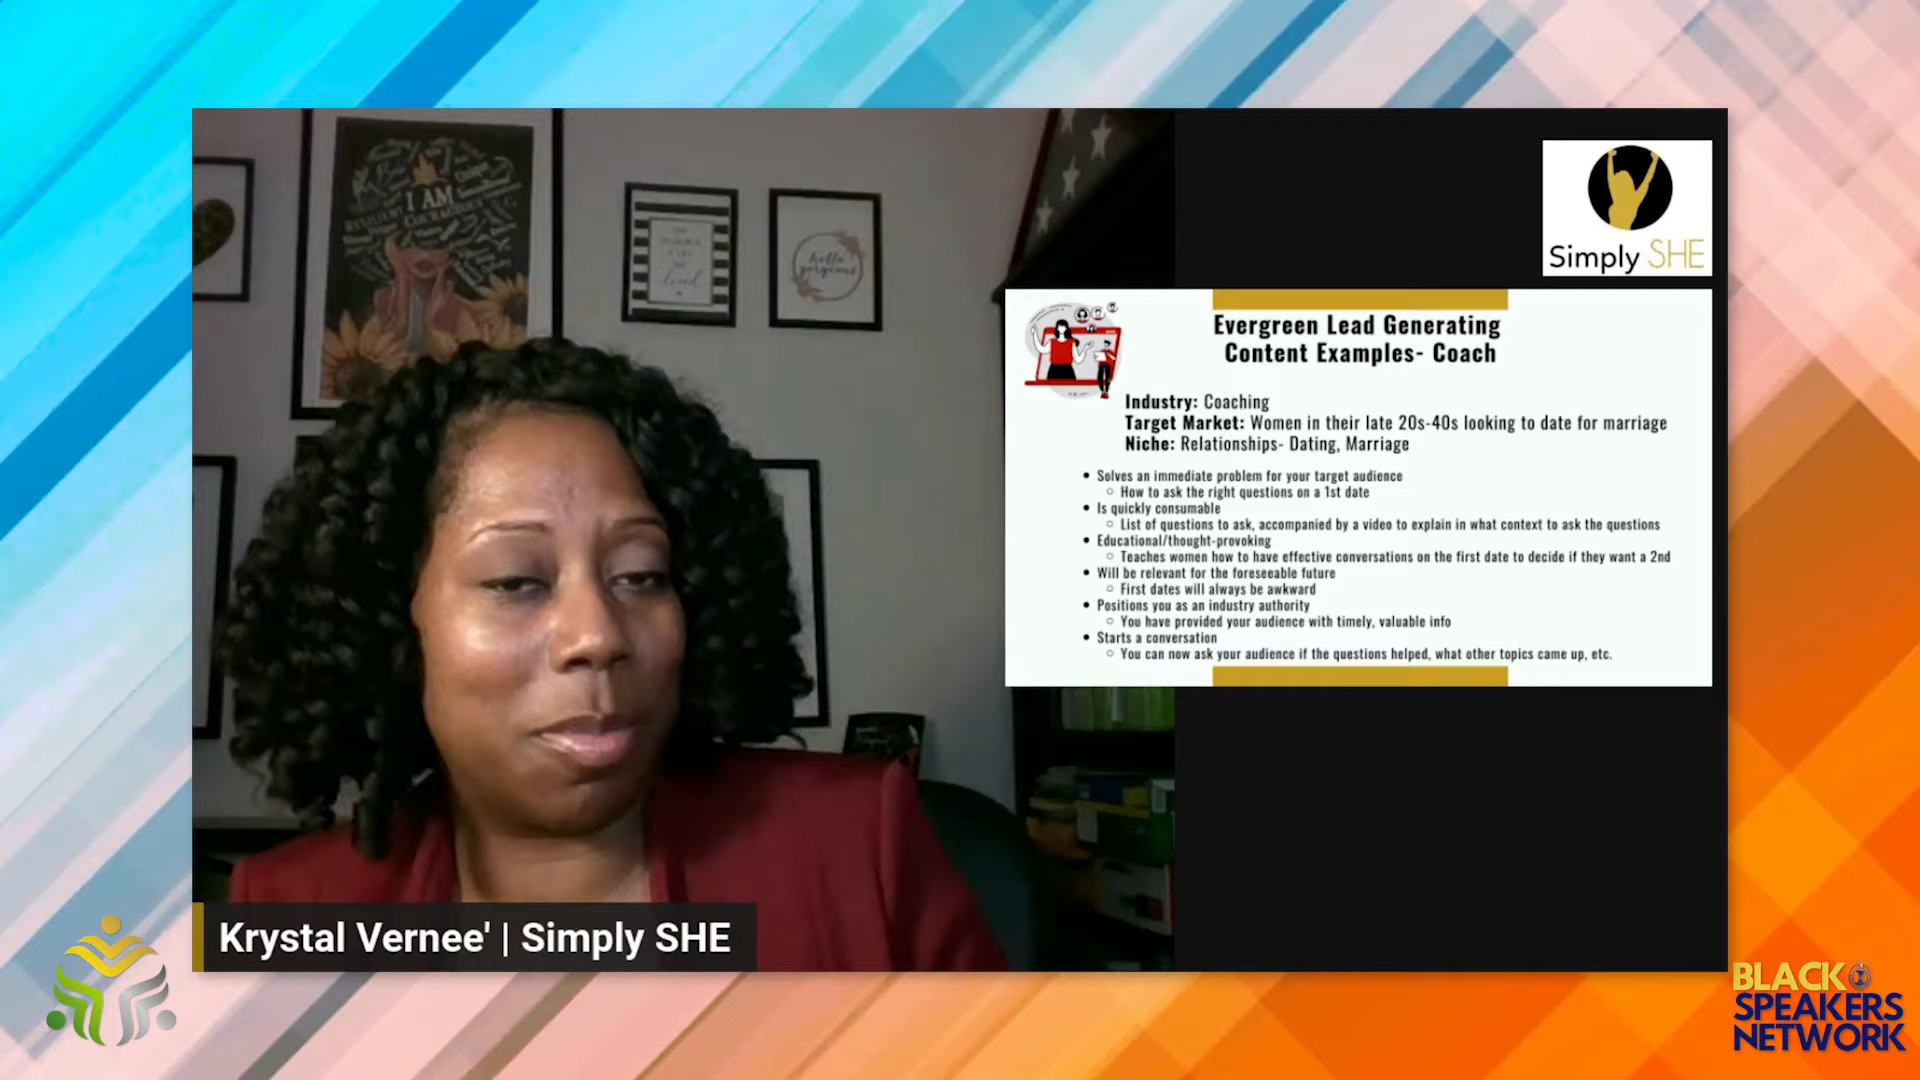 I AM
COURAGEOUS
Unique
loved
hello
gorgeous
Simply SHE
Evergreen Lead Generating
Content Examples- Coach
Industry: Coaching
Target Market: Women in their late 20s-40s looking to date for marriage
Niche: Relationships- Dating, Marriage
• Solves an immediate problem for your target audience
○ How to ask the right questions on a 1st date
• Is quickly consumable
○ List of questions to ask, accompanied by a video to explain in what context to ask the questions
• Educational/thought-provoking
○ Teaches women how to have effective conversations on the first date to decide if they want a 2nd
• Will be relevant for the foreseeable future
○ First dates will always be awkward
• Positions you as an industry authority
○ You have provided your audience with timely, valuable info
• Starts a conversation
○ You can now ask your audience if the questions helped, what other topics came up, etc.
Krystal Vernee' | Simply SHE
BLACK
SPEAKERS
NETWORK